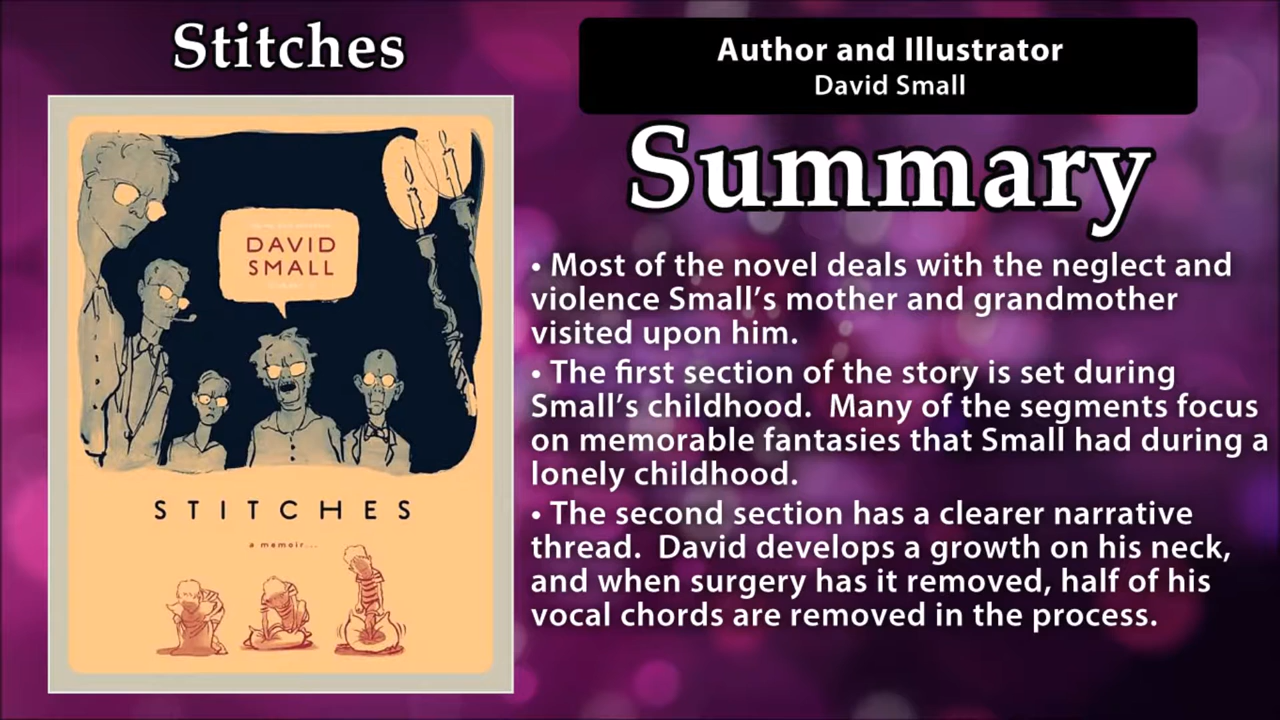 Stitches
DAVID
SMALL
STITCHES
a memoir...
Author and Illustrator
David Small
Summary
• Most of the novel deals with the neglect and
violence Small's mother and grandmother
visited upon him.
• The first section of the story is set during
Small's childhood.  Many of the segments focus
on memorable fantasies that Small had during a
lonely childhood.
• The second section has a clearer narrative
thread.  David develops a growth on his neck,
and when surgery has it removed, half of his
vocal chords are removed in the process.